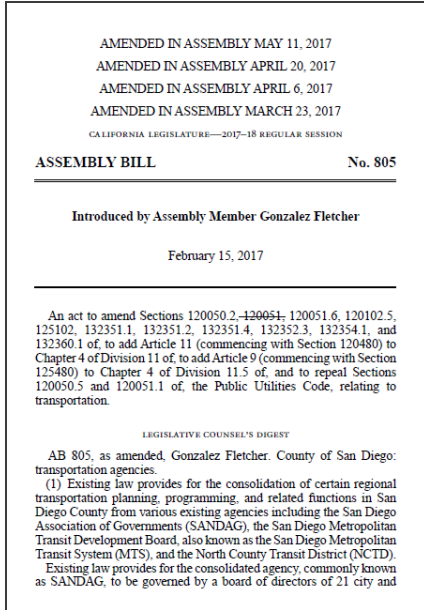 AMENDED IN ASSEMBLY MAY 11, 2017
AMENDED IN ASSEMBLY APRIL 20, 2017
AMENDED IN ASSEMBLY APRIL 6, 2017
AMENDED IN ASSEMBLY MARCH 23, 2017
CALIFORNIA LEGISLATURE—2017–18 REGULAR SESSION
ASSEMBLY BILL No. 805
Introduced by Assembly Member Gonzalez Fletcher
February 15, 2017
An act to amend Sections 120050.2, 120051, 120051.6, 120102.5,
125102, 132351.1, 132351.2, 132351.4, 132352.3, 132354.1, and
132360.1 of, to add Article 11 (commencing with Section 120480) to
Chapter 4 of Division 11 of, to add Article 9 (commencing with Section
125480) to Chapter 4 of Division 11.5 of, and to repeal Sections
120050.5 and 120051.1 of, the Public Utilities Code, relating to
transportation.
LEGISLATIVE COUNSEL'S DIGEST
AB 805, as amended, Gonzalez Fletcher. County of San Diego:
transportation agencies.
(1) Existing law provides for the consolidation of certain regional
transportation planning, programming, and related functions in San
Diego County from various existing agencies including the San Diego
Association of Governments (SANDAG), the San Diego Metropolitan
Transit Development Board, also known as the San Diego Metropolitan
Transit System (MTS), and the North County Transit District (NCTD).
Existing law provides for the consolidated agency, commonly known
as SANDAG, to be governed by a board of directors of 21 city and